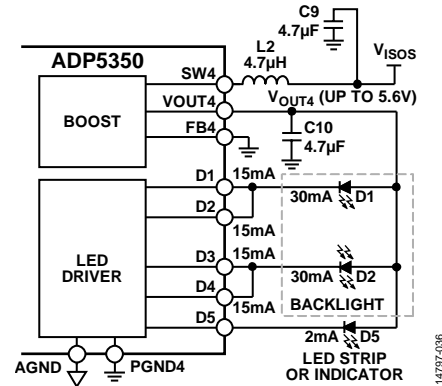 C9
4.7µF
L2
4.7µH
VISOS
ADP5350
SW4
VOUT4
VOUT4 (UP TO 5.6V)
BOOST
FB4
C10
4.7µF
D1
15mA
30mA
D1
D2
15mA
LED
DRIVER
D3
15mA
30mA
D2
D4
15mA
BACKLIGHT
D5
2mA
D5
AGND
PGND4
LED STRIP
OR INDICATOR
14797-036